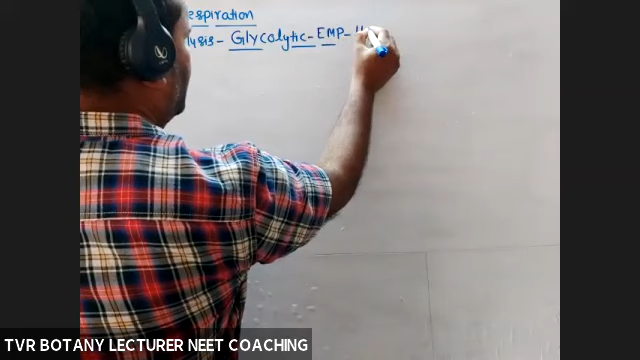 espiration
lysis - Glycolytic - EMP -
TVR BOTANY LECTURER NEET COACHING